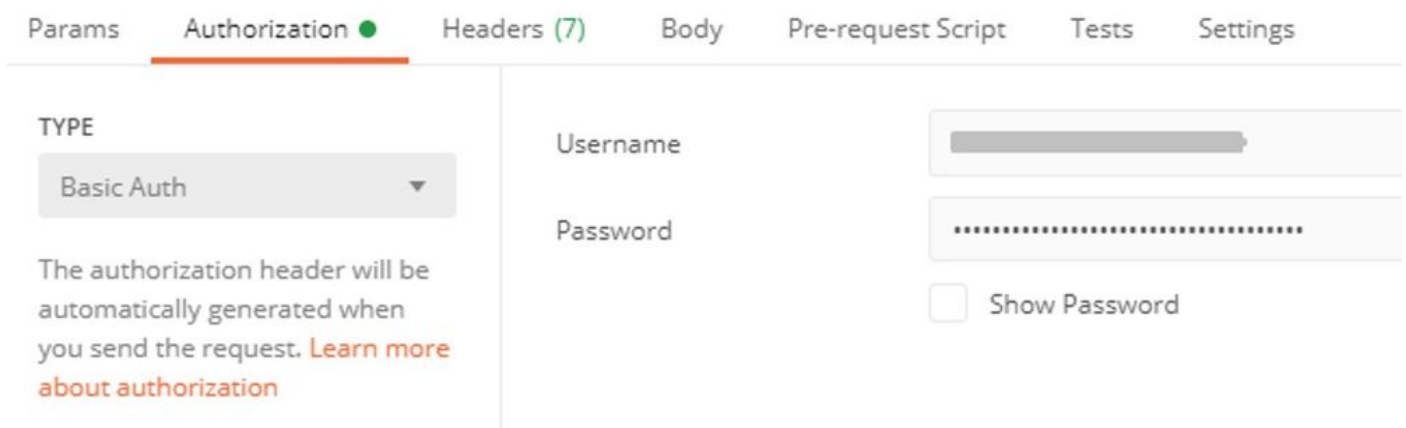 Params Authorization Headers (7) Body Pre-request Script Tests Settings
TYPE
Basic Auth
The authorization header will be
automatically generated when
you send the request. Learn more
about authorization
Username
Password
Show Password